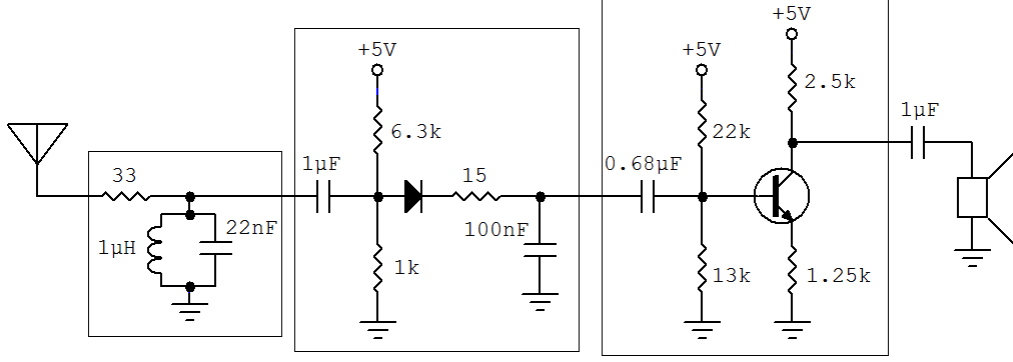 +5V
+5V
+5V
2.5k
1µF
6.3k
22k
33
1µF
15
0.68µF
22nF
100nF
1µH
1k
13k
1.25k